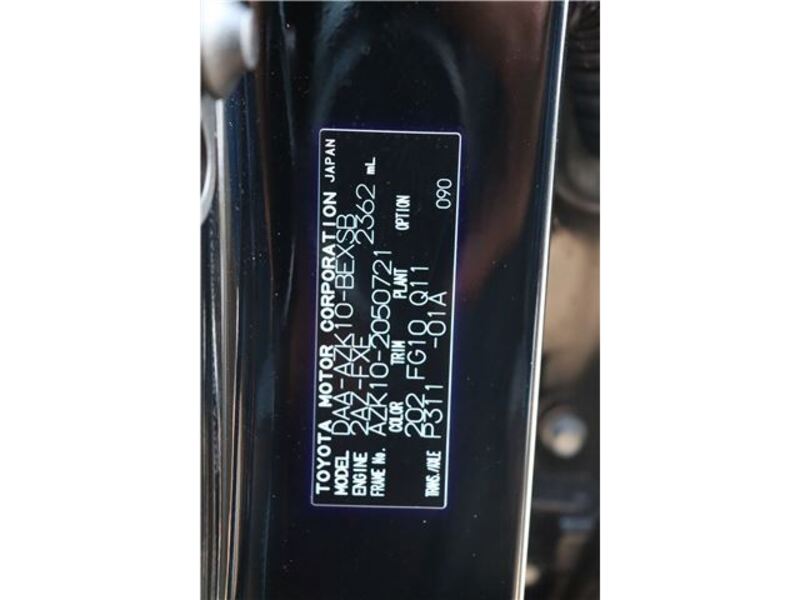 TOYOTA MOTOR CORPORATION JAPAN
MODEL DAA-AZK10-BEXSB
ENGINE 2AZ-FXE 2362 mL
FRAME No. AZK10-2050721
COLOR TRIM PLANT OPTION
202 FG10 Q11
TRANS./AXLE P311 -01A 090